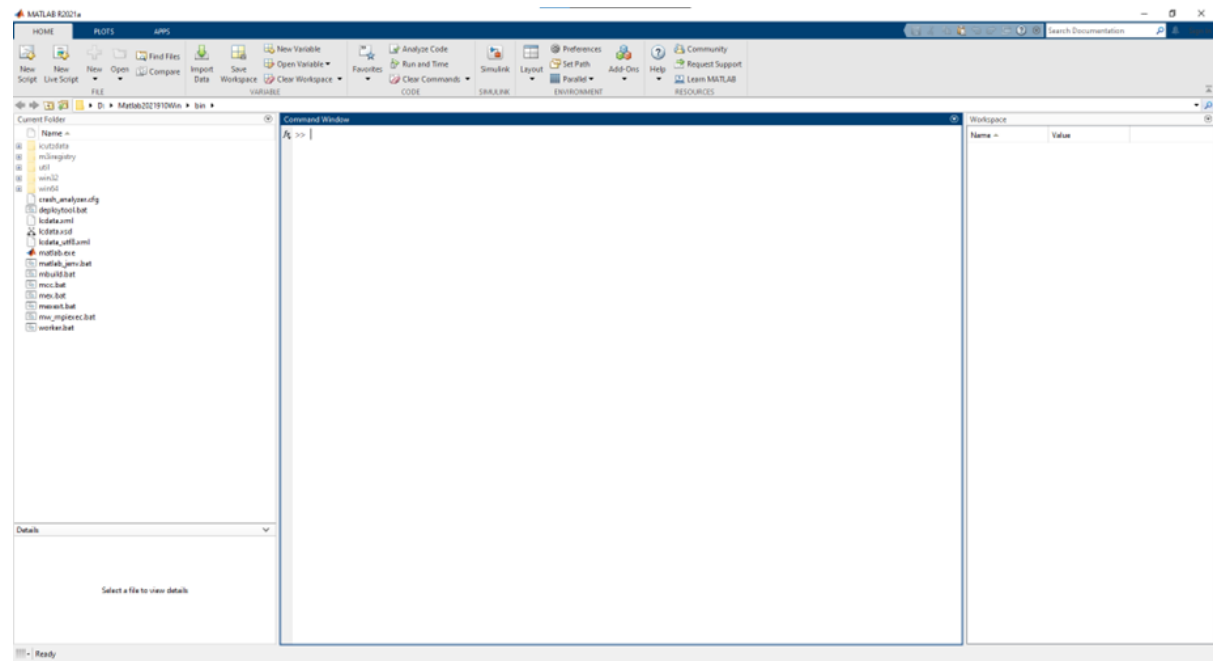 MATLAB R2021a
HOME PLOTS APPS
Search Documentation
New Script
New Live Script
New
Open
Find Files
Compare
Import Data
Save Workspace
New Variable
Open Variable
Clear Workspace
Favorites
Analyze Code
Run and Time
Clear Commands
Simulink
Layout
Preferences
Set Path
Parallel
Add-Ons
Help
Community
Request Support
Learn MATLAB
FILE VARIABLE CODE SIMULINK ENVIRONMENT RESOURCES
D: Matlab2021910Win bin
Current Folder
Name
icutzdata
m3iregistry
util
win32
win64
crash_analyzer.cfg
deploytool.bat
lcdata.xml
lcdata.xsd
lcdata_utf8.xml
matlab.exe
matlab_jenv.bat
mbuild.bat
mcc.bat
mex.bat
mexext.bat
mw_mpiexec.bat
worker.bat
Details
Select a file to view details
Command Window
fx >>
Workspace
Name Value
Ready